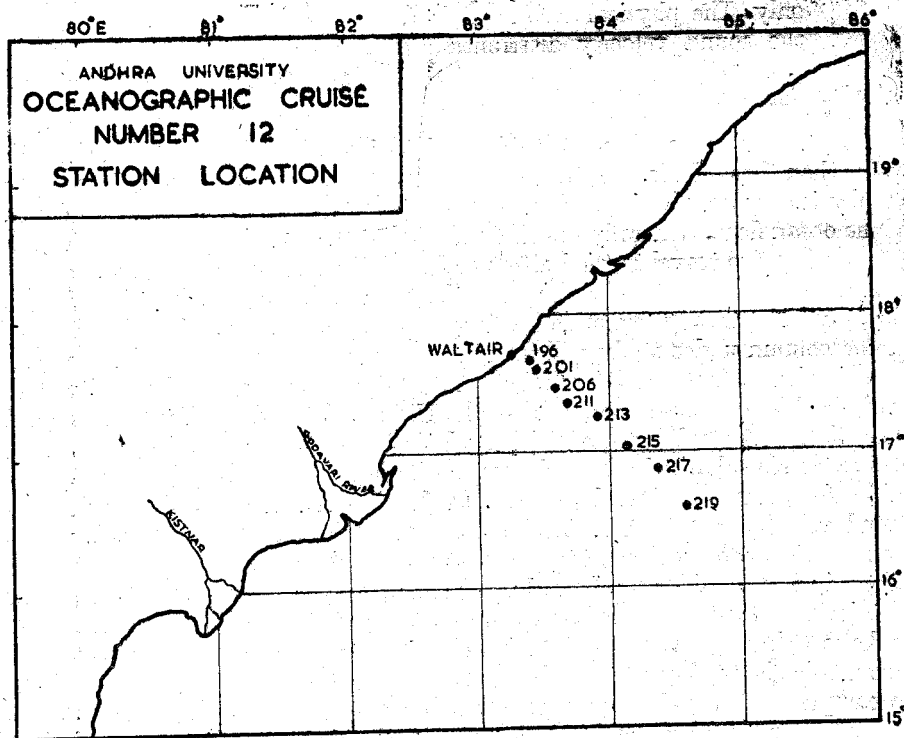 80°E 81° 82° 83° 84° 85° 86°
ANDHRA UNIVERSITY
OCEANOGRAPHIC CRUISE
NUMBER 12
STATION LOCATION
19°
18°
WALTAIR
196
201
206
211
213
215
17°
217
219
GODAVARI RIVER
KISTNAR
16°
15°